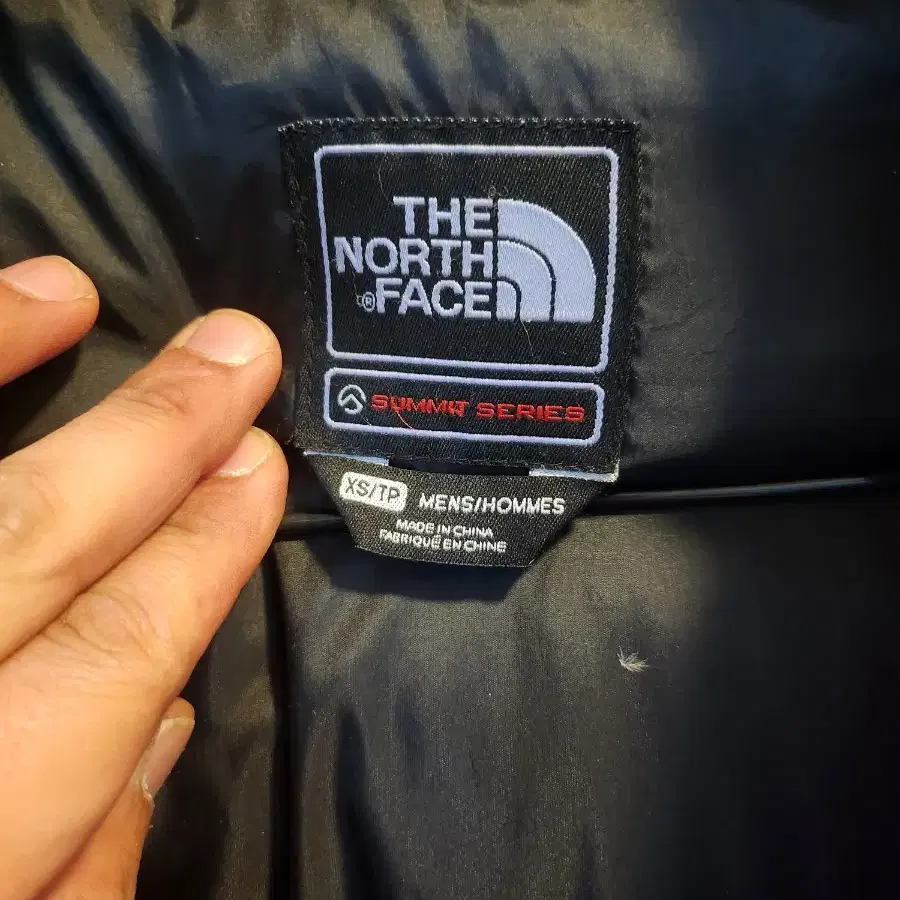 THE
NORTH
®FACE
SUMMIT SERIES
XS/TP MENS/HOMMES
MADE IN CHINA
FABRIQUÉ EN CHINE